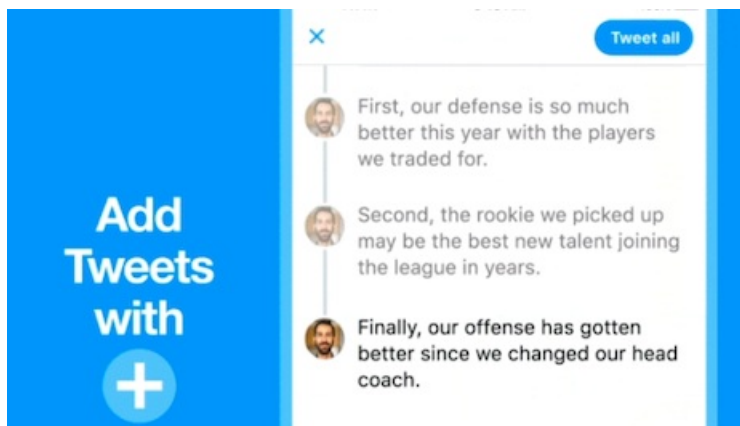 Add
Tweets
with
+
Tweet all
First, our defense is so much
better this year with the players
we traded for.
Second, the rookie we picked up
may be the best new talent joining
the league in years.
Finally, our offense has gotten
better since we changed our head
coach.